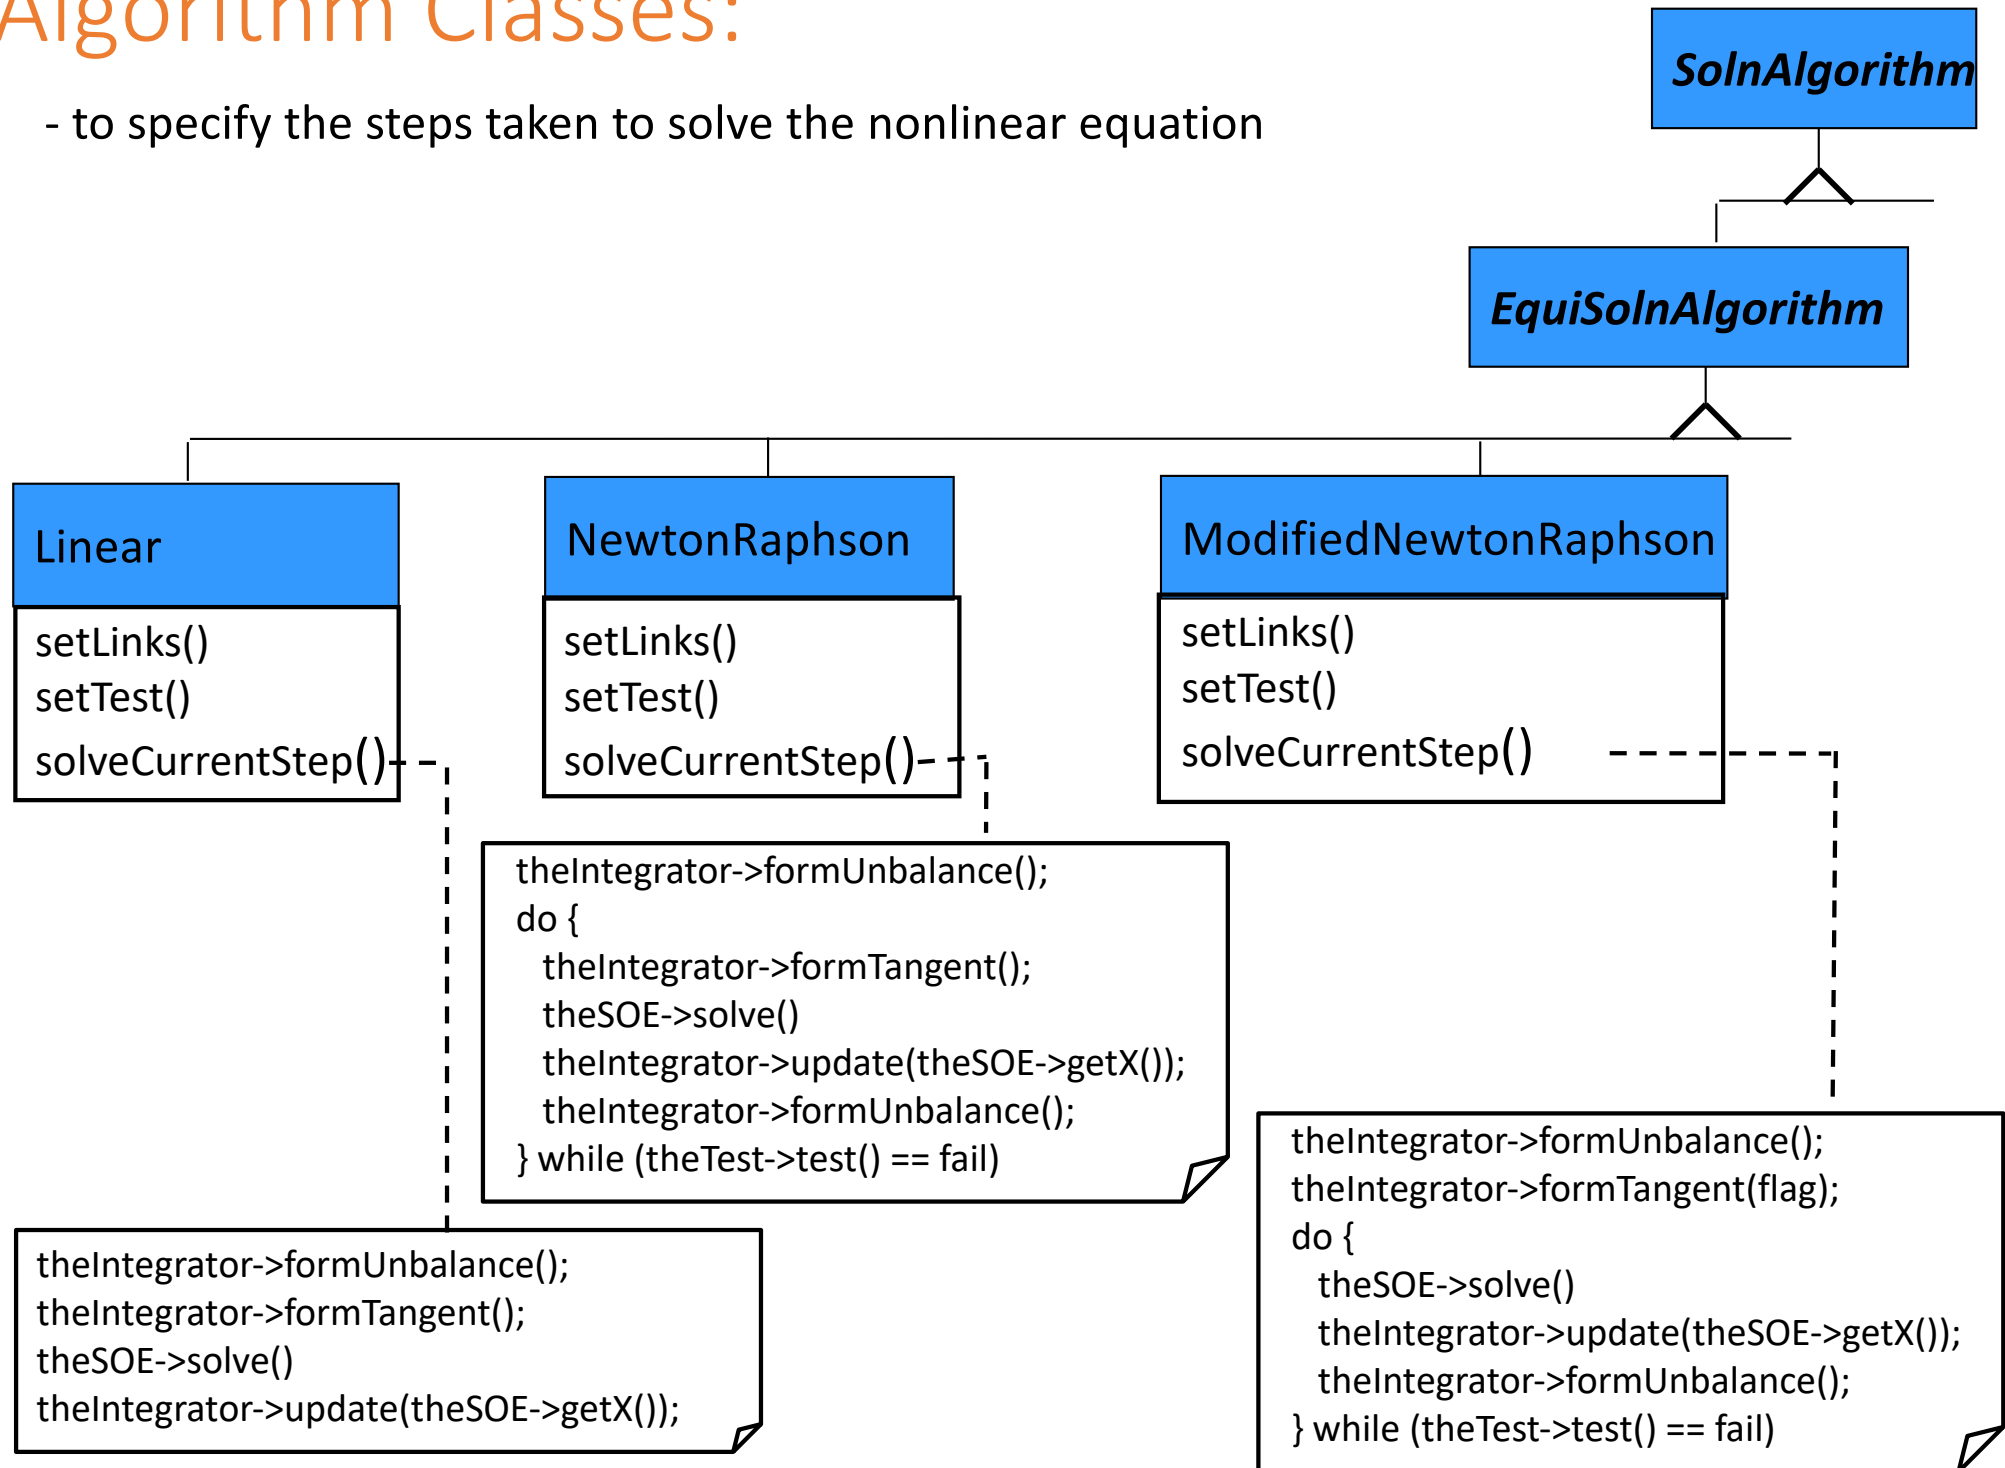 Algorithm Classes:
- to specify the steps taken to solve the nonlinear equation
SolnAlgorithm
EquiSolnAlgorithm
Linear
setLinks()
setTest()
solveCurrentStep()
NewtonRaphson
setLinks()
setTest()
solveCurrentStep()
ModifiedNewtonRaphson
setLinks()
setTest()
solveCurrentStep()
theIntegrator->formUnbalance();
do {
theIntegrator->formTangent();
theSOE->solve()
theIntegrator->update(theSOE->getX());
theIntegrator->formUnbalance();
} while (theTest->test() == fail)
theIntegrator->formUnbalance();
theIntegrator->formTangent(flag);
do {
theSOE->solve()
theIntegrator->update(theSOE->getX());
theIntegrator->formUnbalance();
} while (theTest->test() == fail)
theIntegrator->formUnbalance();
theIntegrator->formTangent();
theSOE->solve()
theIntegrator->update(theSOE->getX());